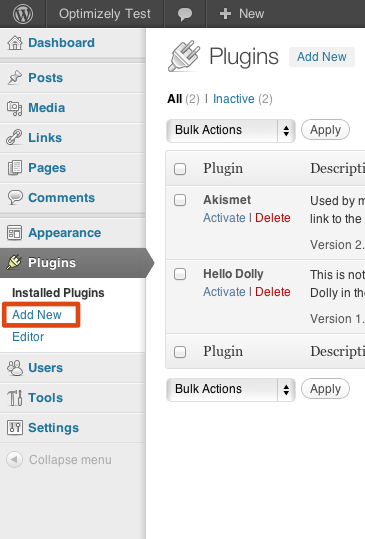 Optimizely Test + New
Dashboard
Posts
Media
Links
Pages
Comments
Appearance
Plugins
Installed Plugins
Add New
Editor
Users
Tools
Settings
Collapse menu
Plugins Add New
All (2) | Inactive (2)
Bulk Actions Apply
Plugin Descripti
Akismet Used by m
Activate | Delete link to the
Version 2.
Hello Dolly This is not
Activate | Delete Dolly in th
Version 1.
Plugin Descripti
Bulk Actions Apply